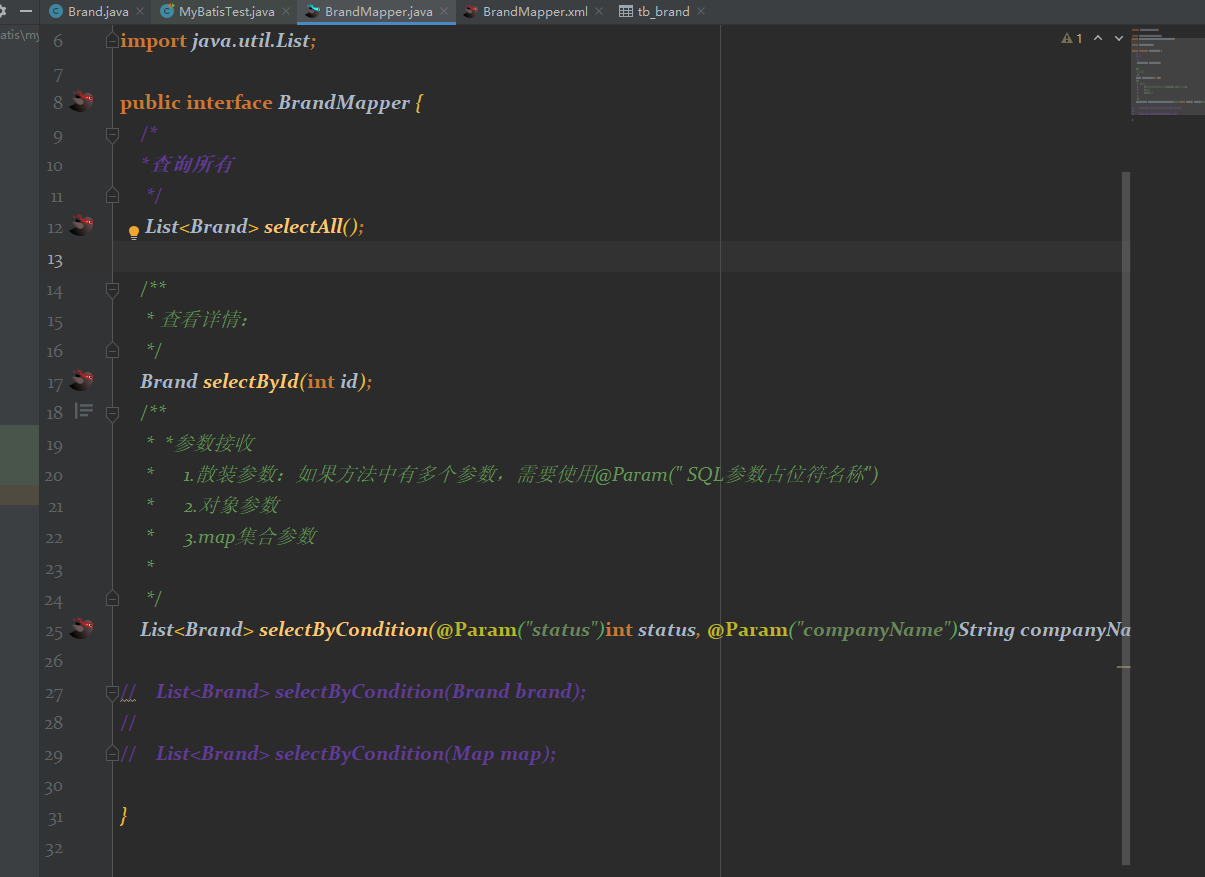 Brand.java MyBatisTest.java BrandMapper.java BrandMapper.xml tb_brand
atis\my
1
6 import java.util.List;
7
8 public interface BrandMapper {
9 /*
10 *查询所有
11 */
12 List<Brand> selectAll();
13
14 /**
15 * 查看详情：
16 */
17 Brand selectById(int id);
18 /**
19 * *参数接收
20 * 1.散装参数：如果方法中有多个参数，需要使用@Param(" SQL参数占位符名称")
21 * 2.对象参数
22 * 3.map集合参数
23 *
24 */
25 List<Brand> selectByCondition(@Param("status")int status, @Param("companyName")String companyNa
26
27 // List<Brand> selectByCondition(Brand brand);
28 //
29 // List<Brand> selectByCondition(Map map);
30
31 }
32